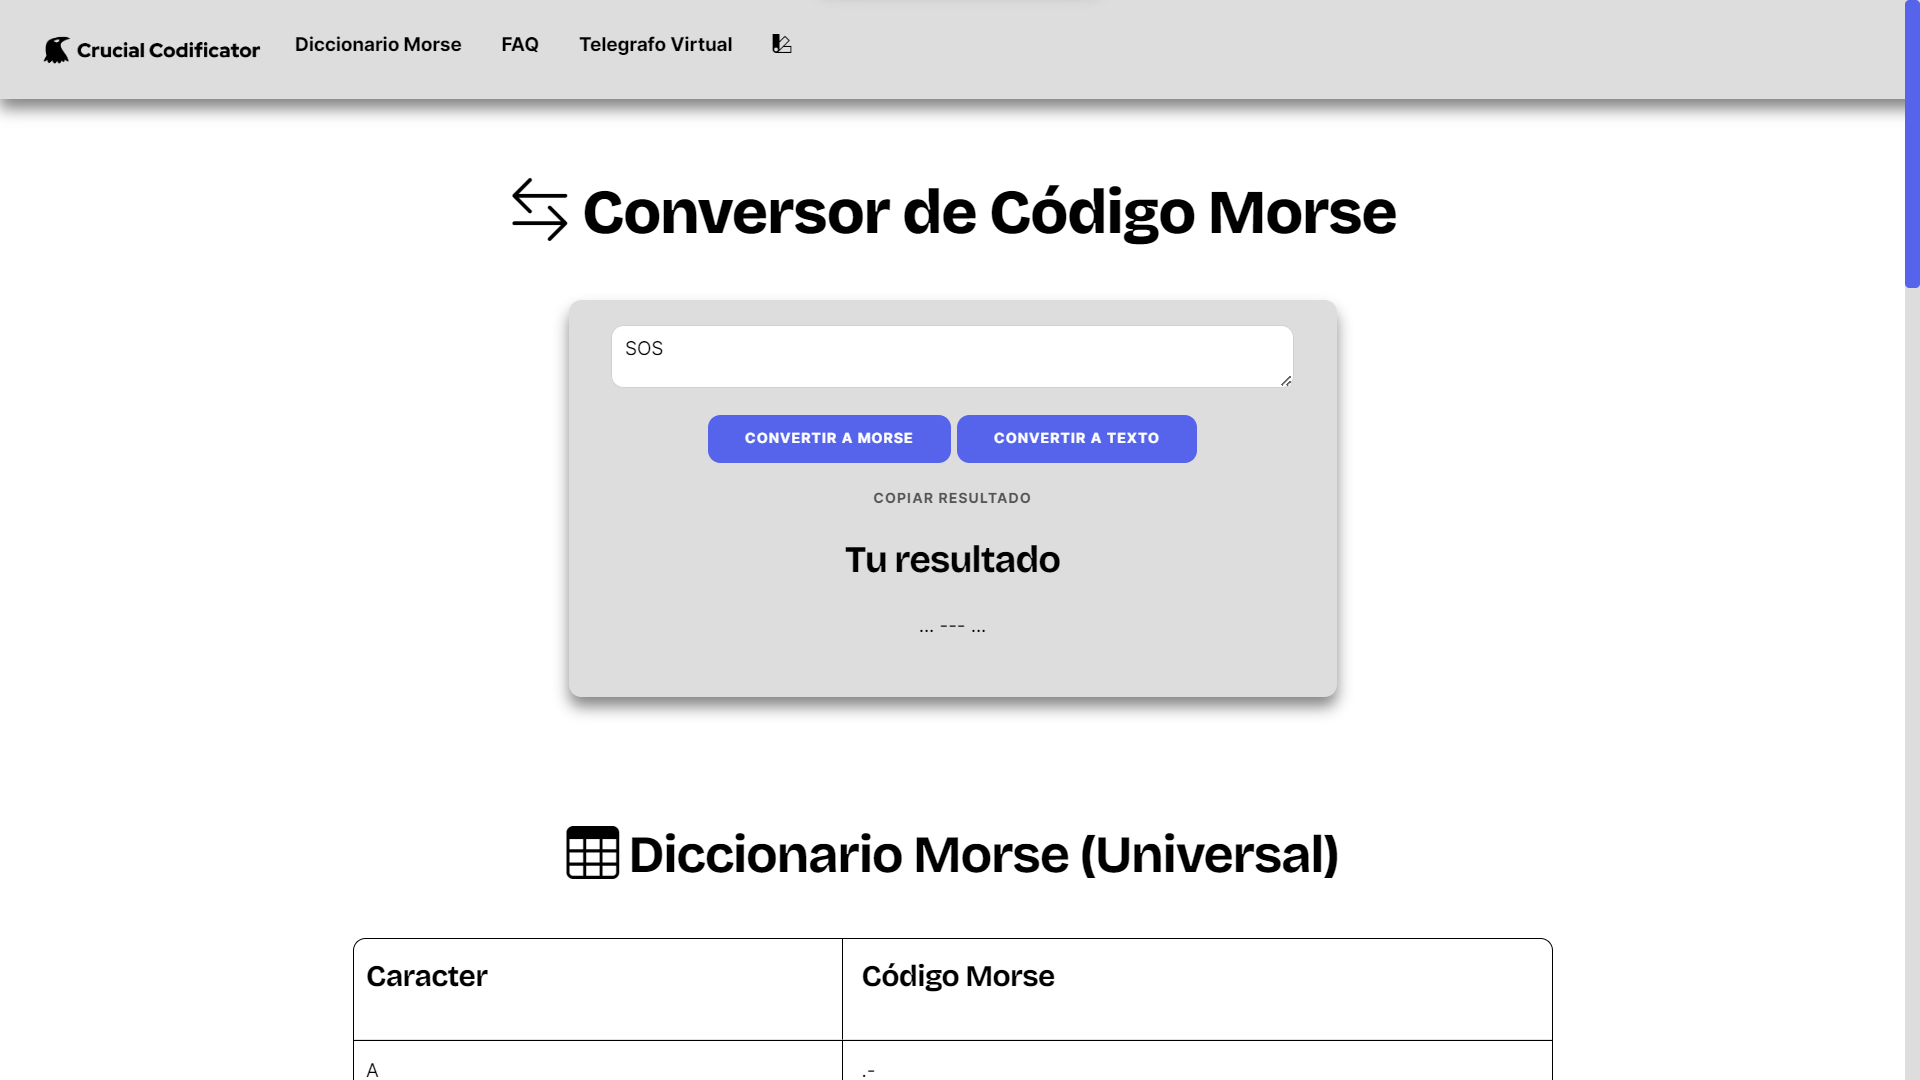 Crucial Codificator
Diccionario Morse
FAQ
Telegrafo Virtual
Conversor de Código Morse
SOS
CONVERTIR A MORSE
CONVERTIR A TEXTO
COPIAR RESULTADO
Tu resultado
... --- ...
Diccionario Morse (Universal)
Caracter
Código Morse
A
.-